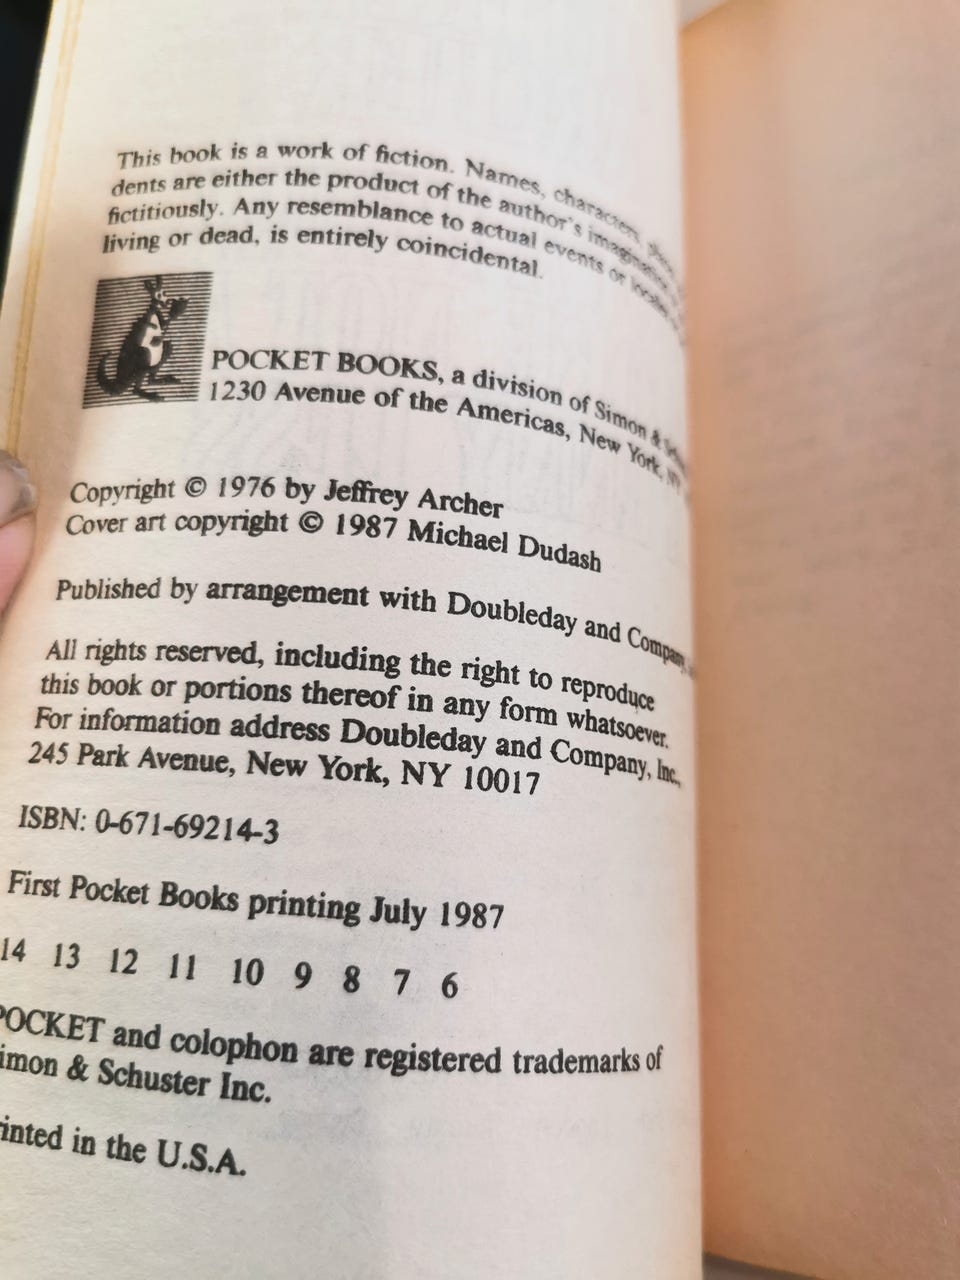 This book is a work of fiction. Names, characters,
dents are either the product of the author's imagination
fictitiously. Any resemblance to actual events or locales
living or dead, is entirely coincidental.
POCKET BOOKS, a division of Simon &
1230 Avenue of the Americas, New York, NY
Copyright © 1976 by Jeffrey Archer
Cover art copyright © 1987 Michael Dudash
Published by arrangement with Doubleday and Company,
All rights reserved, including the right to reproduce
this book or portions thereof in any form whatsoever.
For information address Doubleday and Company, Inc.,
245 Park Avenue, New York, NY 10017
ISBN: 0-671-69214-3
First Pocket Books printing July 1987
14 13 12 11 10 9 8 7 6
POCKET and colophon are registered trademarks of
imon & Schuster Inc.
inted in the U.S.A.